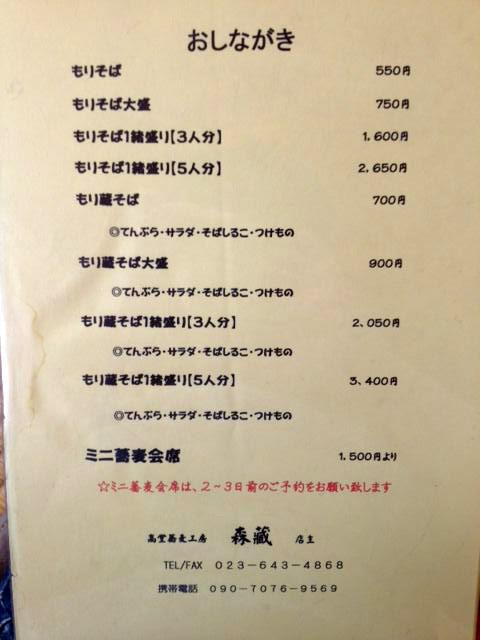 おしながき
もりそば 550円
もりそば大盛 750円
もりそば1緒盛り【3人分】 1,600円
もりそば1緒盛り【5人分】 2,650円
もり蔵そば 700円
◎てんぷら・サラダ・そばしるこ・つけもの
もり蔵そば大盛 900円
◎てんぷら・サラダ・そばしるこ・つけもの
もり蔵そば1緒盛り【3人分】 2、050円
◎てんぷら・サラダ・そばしるこ・つけもの
もり蔵そば1緒盛り【5人分】 3、400円
◎てんぷら・サラダ・そばしるこ・つけもの
ミニ蕎麦会席 1.500円より
☆ミニ蕎麦会席は、2~3日前のご予約をお願い致します
高堂蕎麦工房 森藏 店主
TEL/FAX 023-643-4868
携帯電話 090-7076-9569